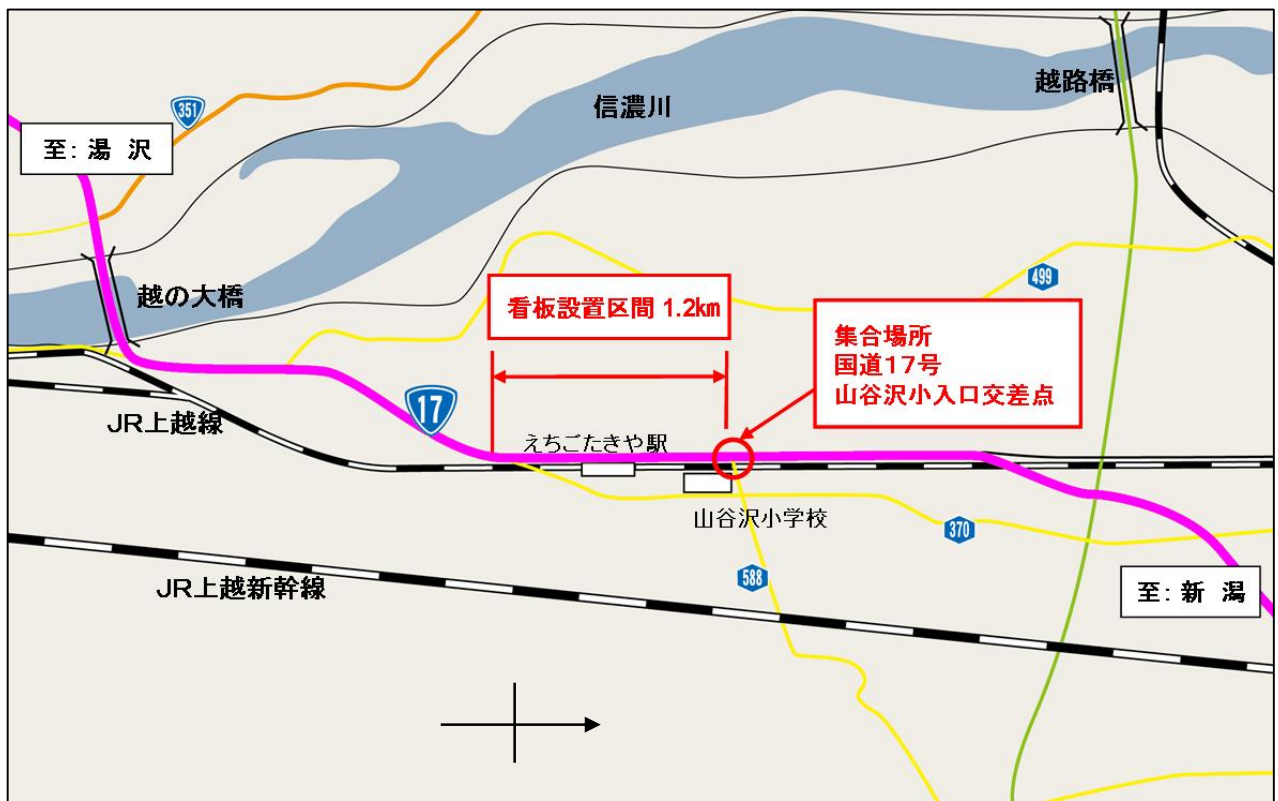 越路橋
351
信濃川
至：湯 沢
499
越の大橋
看板設置区間 1.2km
集合場所
国道17号
山谷沢小入口交差点
17
JR上越線
えちごたきや駅
山谷沢小学校
370
588
JR上越新幹線
至：新 潟